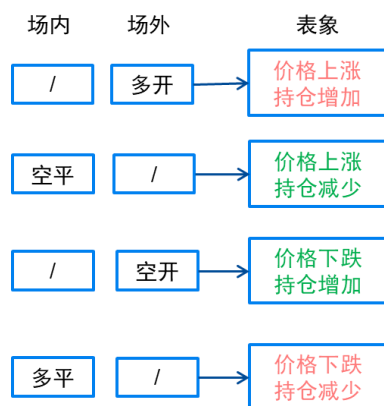 场内 场外 表象
/ 多开 价格上涨
持仓增加
空平 / 价格上涨
持仓减少
/ 空开 价格下跌
持仓增加
多平 / 价格下跌
持仓减少